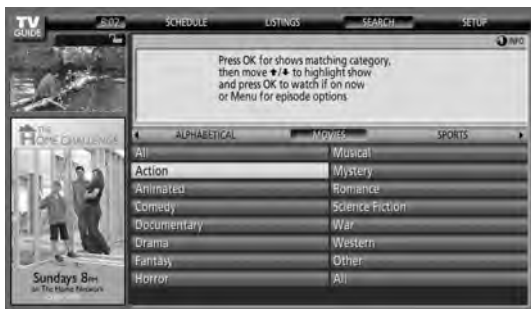 TV
GUIDE
8:07
SCHEDULE
LISTINGS
SEARCH
SETUP
INFO
Press OK for shows matching category,
then move ↑/↓ to highlight show
and press OK to watch if on now
or Menu for episode options
ALPHABETICAL
MOVIES
SPORTS
All
Action
Animated
Comedy
Documentary
Drama
Fantasy
Horror
Musical
Mystery
Romance
Science Fiction
War
Western
Other
All
THE
HOME CHALLENGE
Sundays 8PM
on The Home Network